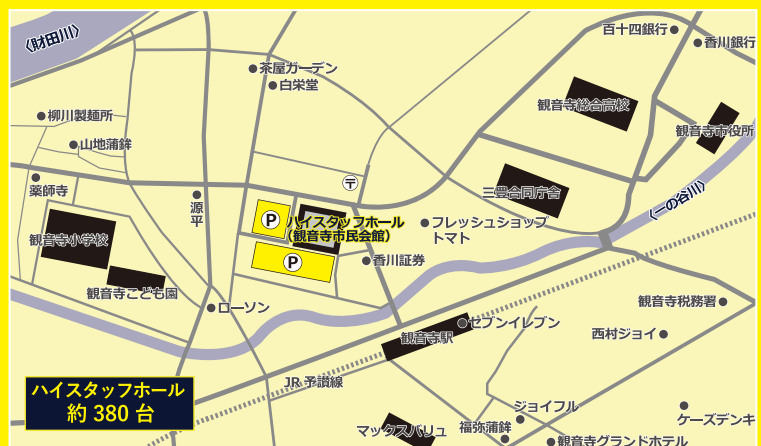 〈財田川〉
百十四銀行
香川銀行
茶屋ガーデン
白栄堂
柳川製麺所
山地蒲鉾
観音寺総合高校
観音寺市役所
薬師寺
〒
三豊合同庁舎
〈一の谷川〉
源平
P
ハイスタッフホール
（観音寺市民会館）
フレッシュショップ
トマト
観音寺小学校
P
香川証券
観音寺こども園
ローソン
観音寺税務署
セブンイレブン
観音寺駅
西村ジョイ
JR 予讃線
ハイスタッフホール
約 380 台
ジョイフル
ケーズデンキ
マックスバリュ
福弥蒲鉾
観音寺グランドホテル